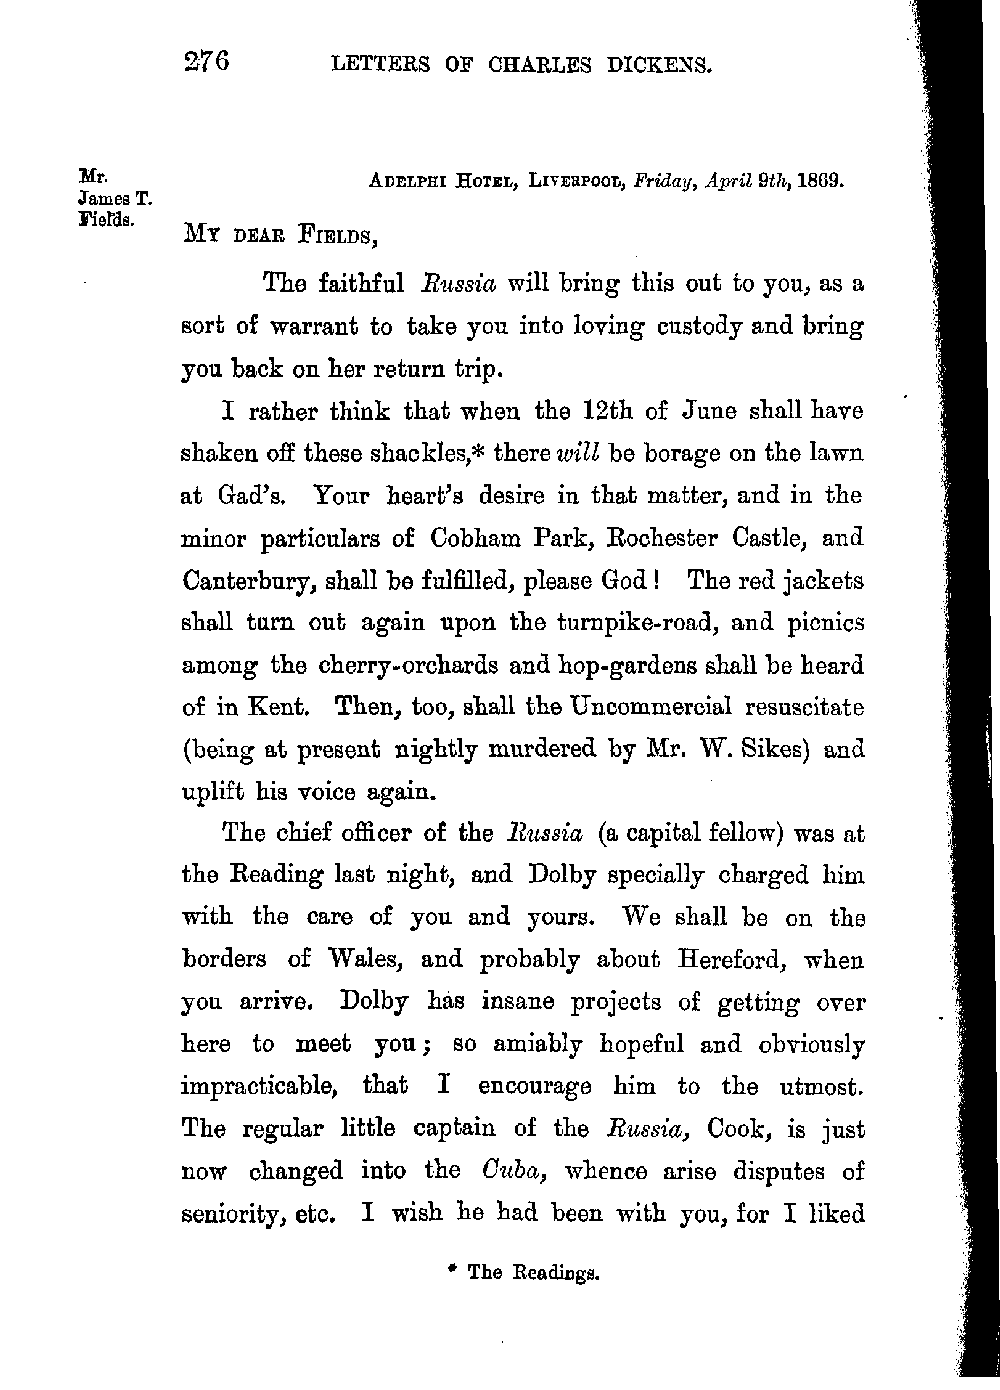 276 LETTERS OF CHARLES DICKENS.
Mr.
James T.
Fields.
ADELPHI HOTEL, LIVERPOOL, Friday, April 9th, 1869.
MY DEAR FIELDS,
The faithful Russia will bring this out to you, as a
sort of warrant to take you into loving custody and bring
you back on her return trip.
I rather think that when the 12th of June shall have
shaken off these shackles,* there will be borage on the lawn
at Gad's. Your heart's desire in that matter, and in the
minor particulars of Cobham Park, Rochester Castle, and
Canterbury, shall be fulfilled, please God! The red jackets
shall turn out again upon the turnpike-road, and picnics
among the cherry-orchards and hop-gardens shall be heard
of in Kent. Then, too, shall the Uncommercial resuscitate
(being at present nightly murdered by Mr. W. Sikes) and
uplift his voice again.
The chief officer of the Russia (a capital fellow) was at
the Reading last night, and Dolby specially charged him
with the care of you and yours. We shall be on the
borders of Wales, and probably about Hereford, when
you arrive. Dolby has insane projects of getting over
here to meet you; so amiably hopeful and obviously
impracticable, that I encourage him to the utmost.
The regular little captain of the Russia, Cook, is just
now changed into the Cuba, whence arise disputes of
seniority, etc. I wish he had been with you, for I liked
* The Readings.